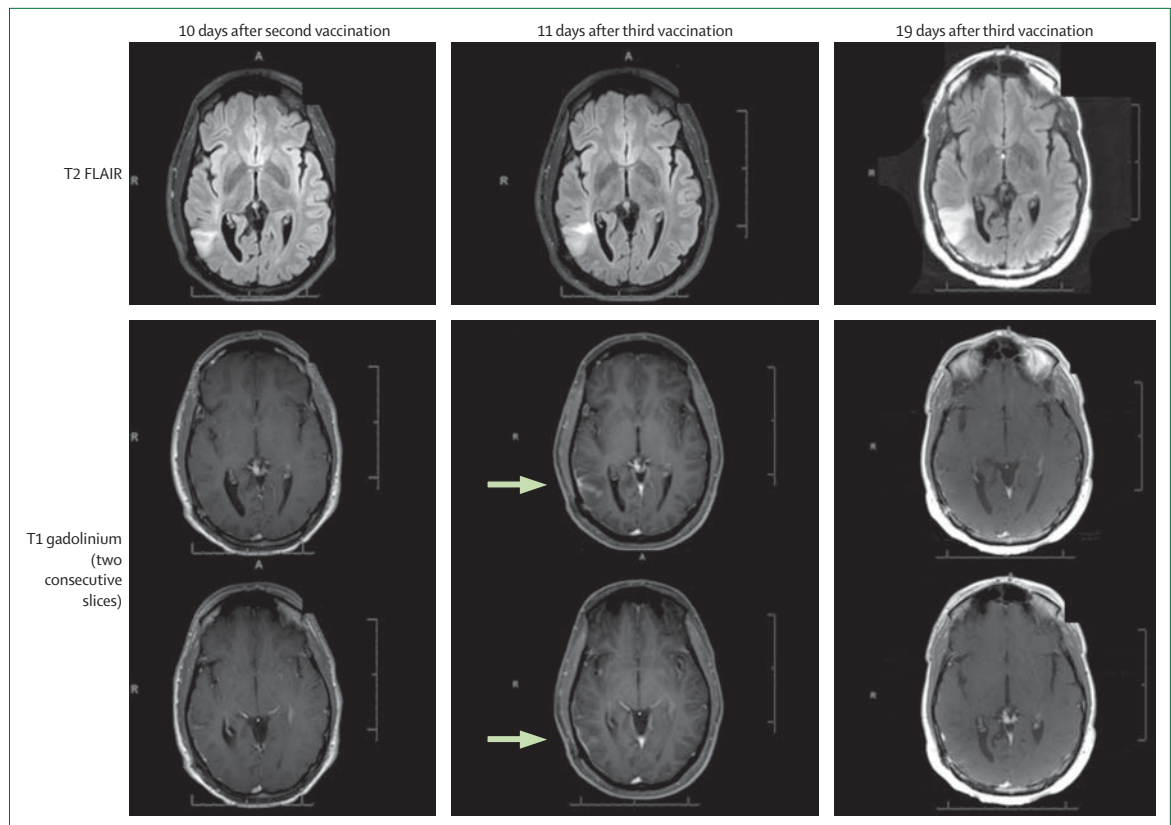 10 days after second vaccination
11 days after third vaccination
19 days after third vaccination
A
A
T2 FLAIR
R
R
R
R
R
R
T1 gadolinium
(two
consecutive
slices)
A
A
R
R
R